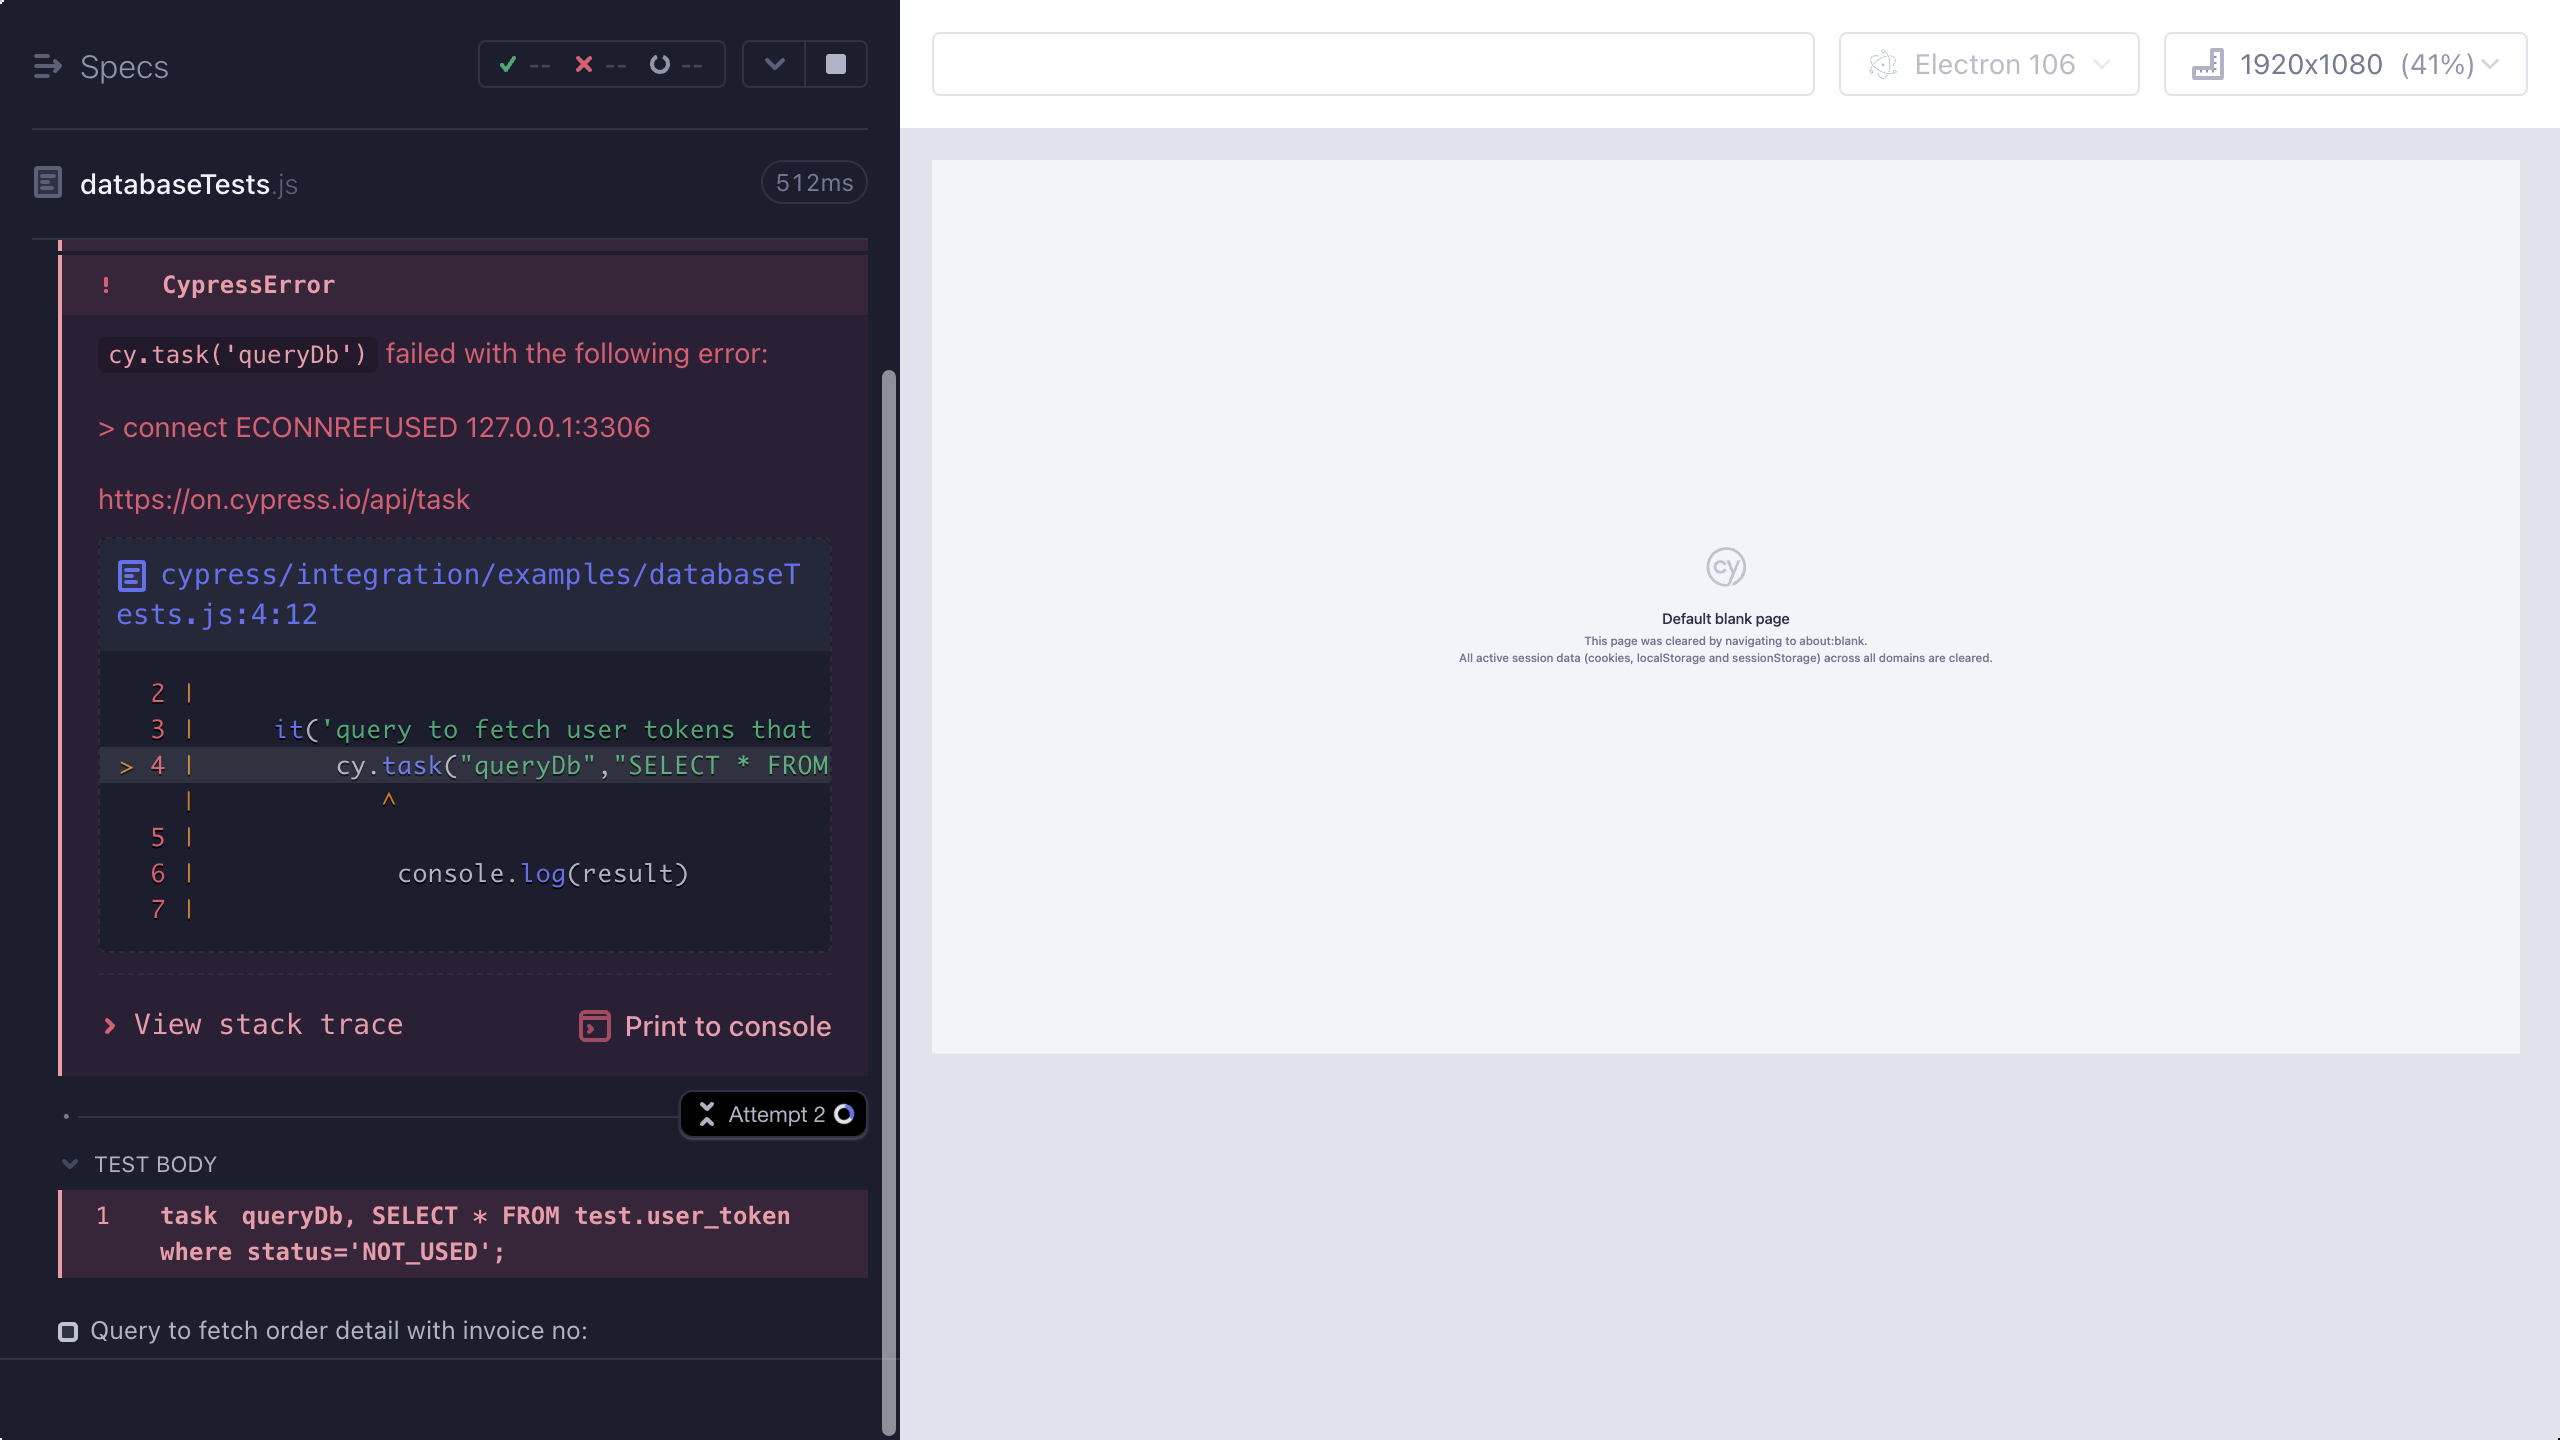 Specs
-- -- --
Electron 106
1920x1080 (41%)
databaseTests.js
512ms
! CypressError
cy.task('queryDb') failed with the following error:
> connect ECONNREFUSED 127.0.0.1:3306
https://on.cypress.io/api/task
cypress/integration/examples/databaseT
ests.js:4:12
2 |
3 | it('query to fetch user tokens that
> 4 | cy.task("queryDb","SELECT * FROM
| ^
5 |
6 | console.log(result)
7 |
View stack trace
Print to console
Attempt 2
TEST BODY
1 task queryDb, SELECT * FROM test.user_token
where status='NOT_USED';
Query to fetch order detail with invoice no:
cy
Default blank page
This page was cleared by navigating to about:blank.
All active session data (cookies, localStorage and sessionStorage) across all domains are cleared.